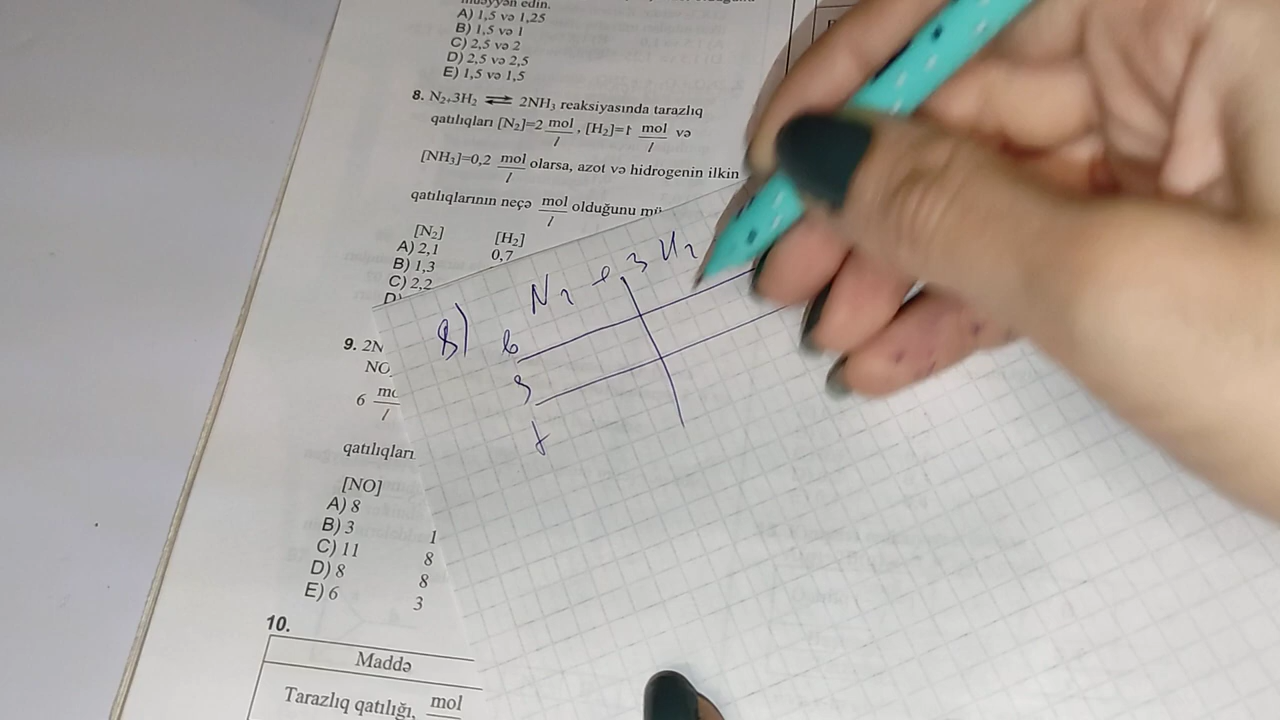 müəyyən edin.
A) 1,5 və 1,25
B) 1,5 və 1
C) 2,5 və 2
D) 2,5 və 2,5
E) 1,5 və 1,5
8. N₂+3H₂ ⇌ 2NH₃ reaksiyasında tarazlıq
qatılıqları [N₂]=2 mol/l, [H₂]=1 mol/l və
[NH₃]=0,2 mol/l olarsa, azot və hidrogenin ilkin
qatılıqlarının neçə mol/l olduğunu mü
[N₂] [H₂]
A) 2,1 0,7
B) 1,3
C) 2,2
D)
8) N₂ + 3H₂
b
s
t
9. 2N
NO
6 mo/l
qatılıqları
[NO]
A) 8
B) 3 1
C) 11 8
D) 8 8
E) 6 3
10.
Maddə
Tarazlıq qatılığı, mol